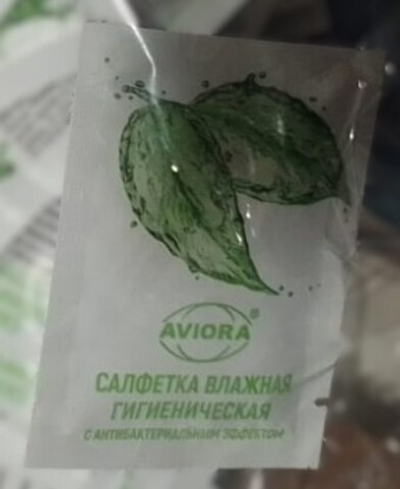 AVIORA®
САЛФЕТКА ВЛАЖНАЯ
ГИГИЕНИЧЕСКАЯ
С АНТИБАКТЕРИАЛЬНЫМ ЭФФЕКТОМ